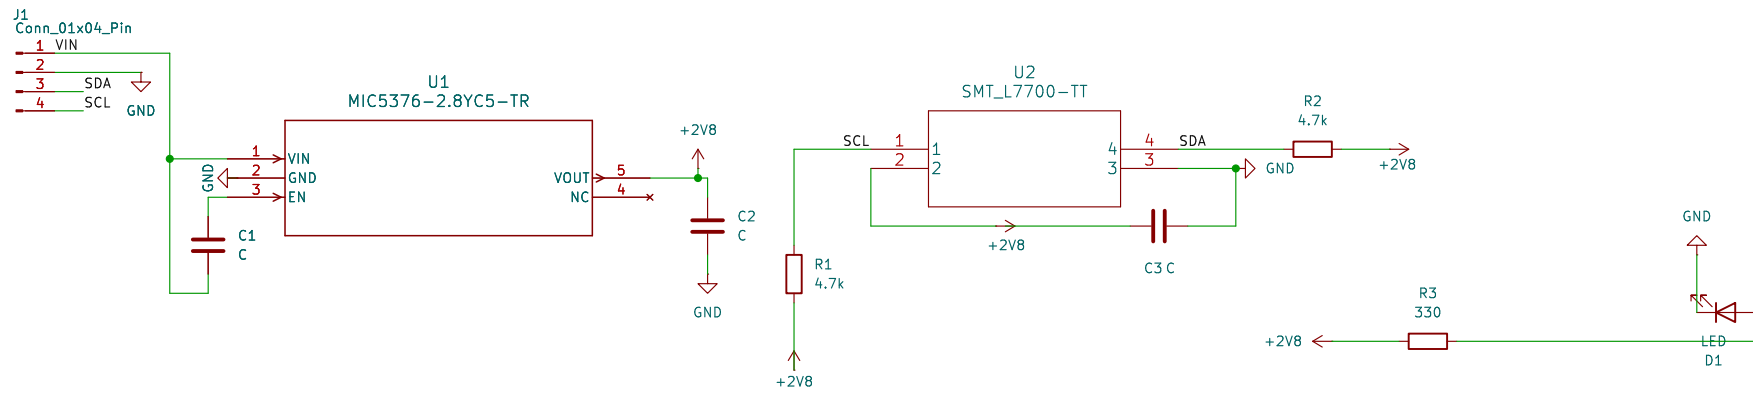 J1
Conn_01x04_Pin
1 VIN
2
3 SDA
4 SCL
GND
U1
MIC5376-2.8YC5-TR
1 VIN
2 GND
3 EN
GND
VOUT 5
NC 4
C1
C
+2V8
C2
C
GND
U2
SMT_L7700-TT
SCL 1 1
2 2
4 4 SDA
3 3
GND
R2
4.7k
+2V8
+2V8
C3 C
R1
4.7k
+2V8
+2V8
R3
330
GND
LED
D1